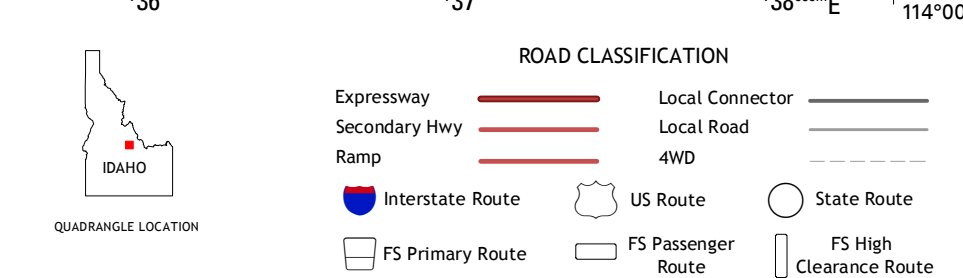 36
37
38
E
114°00
ROAD CLASSIFICATION
Expressway
Local Connector
Secondary Hwy
Local Road
Ramp
4WD
IDAHO
Interstate Route
US Route
State Route
QUADRANGLE LOCATION
FS Primary Route
FS Passenger
Route
FS High
Clearance Route